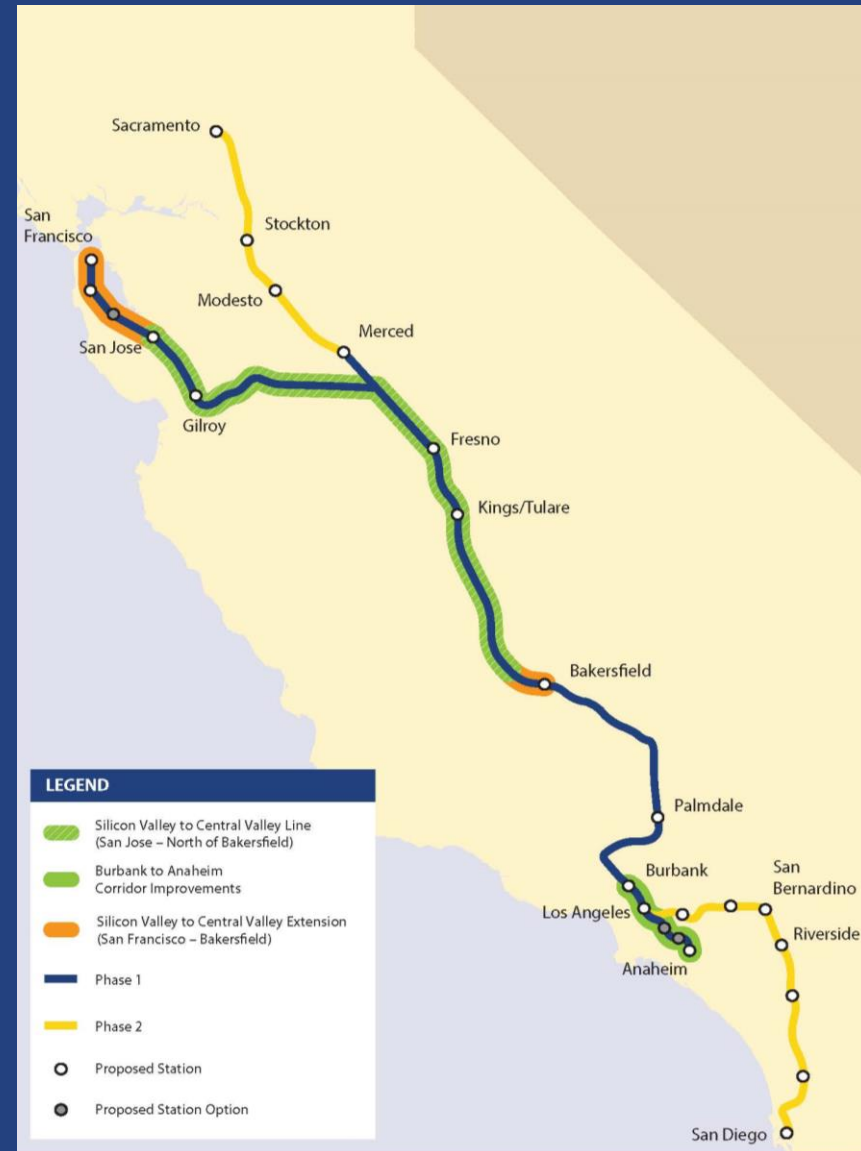 Sacramento
San
Francisco
Stockton
Modesto
Merced
San Jose
Gilroy
Fresno
Kings/Tulare
Bakersfield
Palmdale
Burbank
San
Bernardino
Los Angeles
Riverside
Anaheim
San Diego
LEGEND
Silicon Valley to Central Valley Line
(San Jose – North of Bakersfield)
Burbank to Anaheim
Corridor Improvements
Silicon Valley to Central Valley Extension
(San Francisco – Bakersfield)
Phase 1
Phase 2
Proposed Station
Proposed Station Option